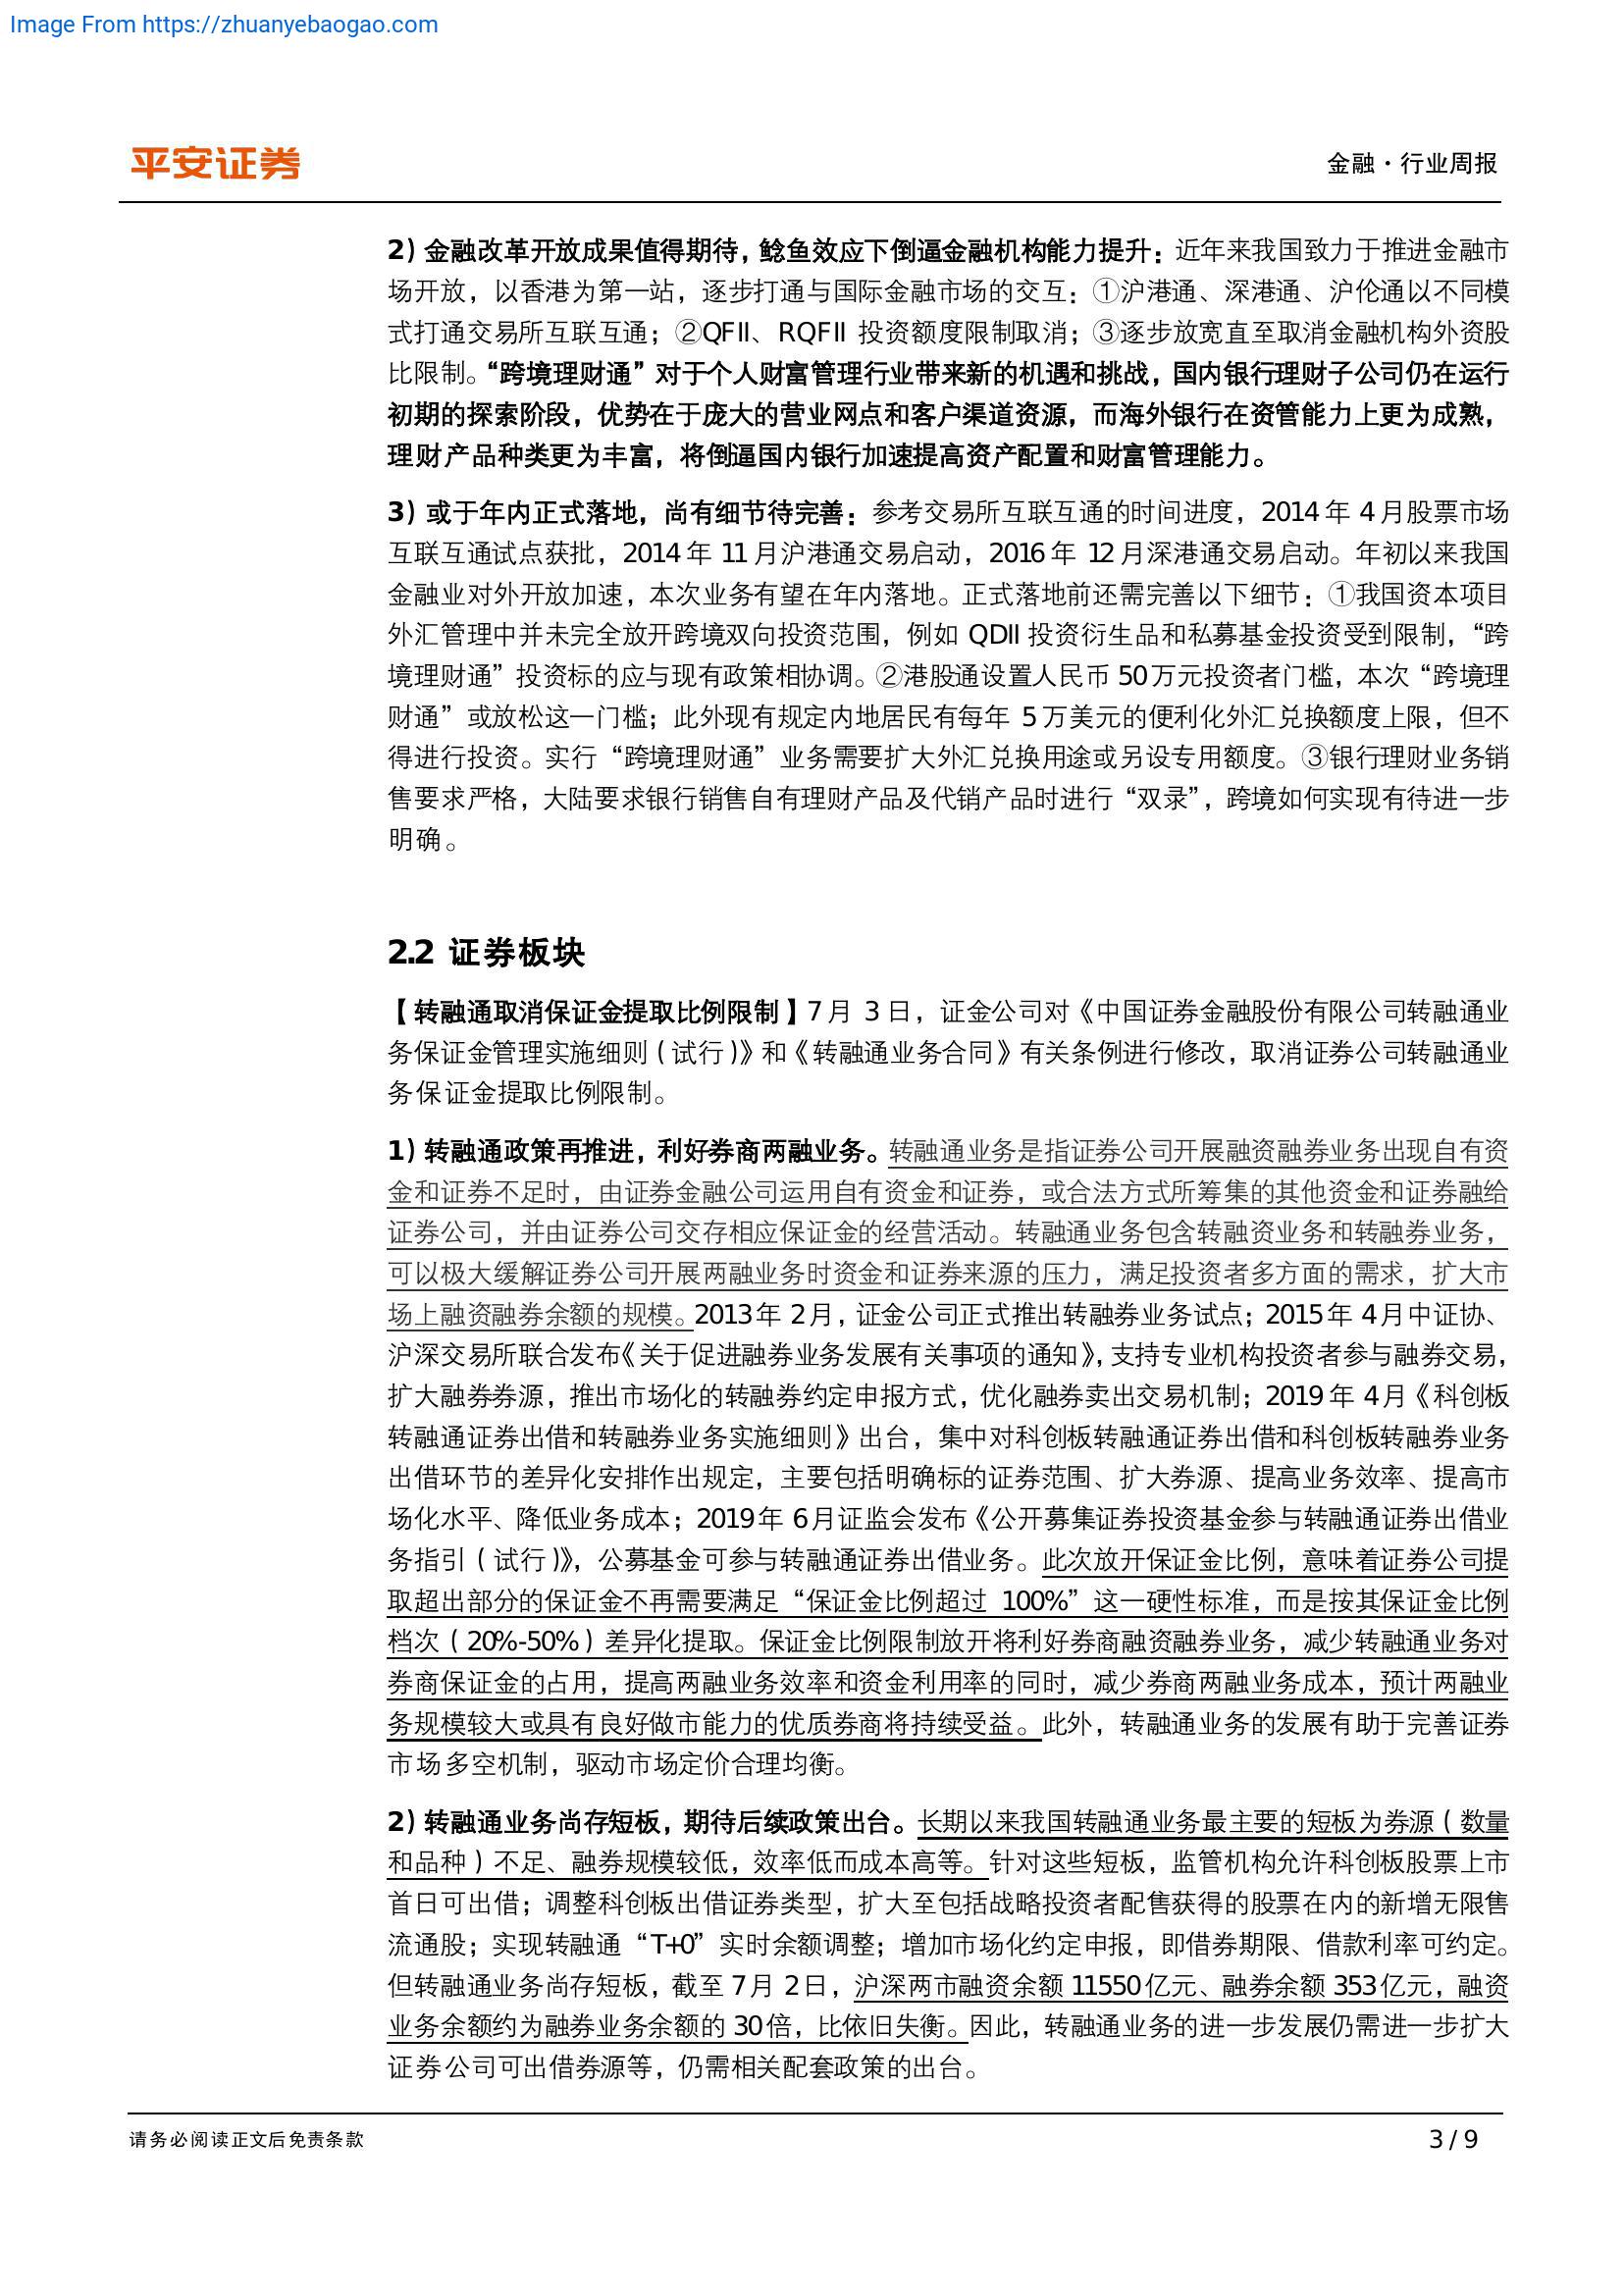 Image From https://zhuanyebaogao.com
平安证券
金融·行业周报
2）金融改革开放成果值得期待，鲶鱼效应下倒逼金融机构能力提升：近年来我国致力于推进金融市
场开放，以香港为第一站，逐步打通与国际金融市场的交互：①沪港通、深港通、沪伦通以不同模
式打通交易所互联互通；②QFII、RQFII 投资额度限制取消；③逐步放宽直至取消金融机构外资股
比限制。“跨境理财通”对于个人财富管理行业带来新的机遇和挑战，国内银行理财子公司仍在运行
初期的探索阶段，优势在于庞大的营业网点和客户渠道资源，而海外银行在资管能力上更为成熟，
理财产品种类更为丰富，将倒逼国内银行加速提高资产配置和财富管理能力。
3）或于年内正式落地，尚有细节待完善：参考交易所互联互通的时间进度，2014 年 4 月股票市场
互联互通试点获批，2014 年 11 月沪港通交易启动，2016 年 12 月深港通交易启动。年初以来我国
金融业对外开放加速，本次业务有望在年内落地。正式落地前还需完善以下细节：①我国资本项目
外汇管理中并未完全放开跨境双向投资范围，例如 QDII 投资衍生品和私募基金投资受到限制，“跨
境理财通”投资标的应与现有政策相协调。②港股通设置人民币 50 万元投资者门槛，本次“跨境理
财通”或放松这一门槛；此外现有规定内地居民有每年 5 万美元的便利化外汇兑换额度上限，但不
得进行投资。实行“跨境理财通”业务需要扩大外汇兑换用途或另设专用额度。③银行理财业务销
售要求严格，大陆要求银行销售自有理财产品及代销产品时进行“双录”，跨境如何实现有待进一步
明确。
2.2 证券板块
【转融通取消保证金提取比例限制】7 月 3 日，证金公司对《中国证券金融股份有限公司转融通业
务保证金管理实施细则（试行）》和《转融通业务合同》有关条例进行修改，取消证券公司转融通业
务保证金提取比例限制。
1）转融通政策再推进，利好券商两融业务。转融通业务是指证券公司开展融资融券业务出现自有资
金和证券不足时，由证券金融公司运用自有资金和证券，或合法方式所筹集的其他资金和证券融给
证券公司，并由证券公司交存相应保证金的经营活动。转融通业务包含转融资业务和转融券业务，
可以极大缓解证券公司开展两融业务时资金和证券来源的压力，满足投资者多方面的需求，扩大市
场上融资融券余额的规模。2013 年 2 月，证金公司正式推出转融券业务试点；2015 年 4 月中证协、
沪深交易所联合发布《关于促进融券业务发展有关事项的通知》，支持专业机构投资者参与融券交易，
扩大融券券源，推出市场化的转融券约定申报方式，优化融券卖出交易机制；2019 年 4 月《科创板
转融通证券出借和转融券业务实施细则》出台，集中对科创板转融通证券出借和科创板转融券业务
出借环节的差异化安排作出规定，主要包括明确标的证券范围、扩大券源、提高业务效率、提高市
场化水平、降低业务成本；2019 年 6 月证监会发布《公开募集证券投资基金参与转融通证券出借业
务指引（试行）》，公募基金可参与转融通证券出借业务。此次放开保证金比例，意味着证券公司提
取超出部分的保证金不再需要满足“保证金比例超过 100%”这一硬性标准，而是按其保证金比例
档次（20%-50%）差异化提取。保证金比例限制放开将利好券商融资融券业务，减少转融通业务对
券商保证金的占用，提高两融业务效率和资金利用率的同时，减少券商两融业务成本，预计两融业
务规模较大或具有良好做市能力的优质券商将持续受益。此外，转融通业务的发展有助于完善证券
市场多空机制，驱动市场定价合理均衡。
2）转融通业务尚存短板，期待后续政策出台。长期以来我国转融通业务最主要的短板为券源（数量
和品种）不足、融券规模较低，效率低而成本高等。针对这些短板，监管机构允许科创板股票上市
首日可出借；调整科创板出借证券类型，扩大至包括战略投资者配售获得的股票在内的新增无限售
流通股；实现转融通“T+0”实时余额调整；增加市场化约定申报，即借券期限、借款利率可约定。
但转融通业务尚存短板，截至 7 月 2 日，沪深两市融资余额 11550 亿元、融券余额 353 亿元，融资
业务余额约为融券业务余额的 30 倍，比依旧失衡。因此，转融通业务的进一步发展仍需进一步扩大
证券公司可出借券源等，仍需相关配套政策的出台。
请务必阅读正文后免责条款
3 / 9